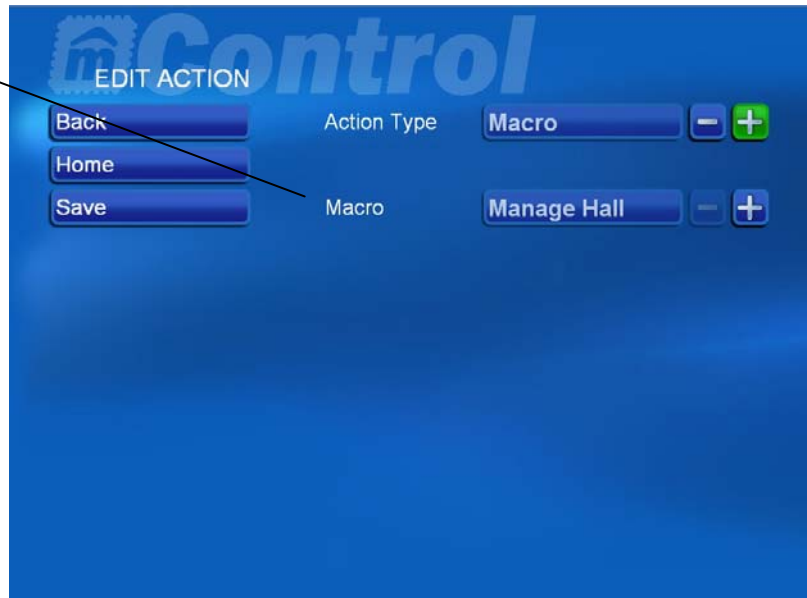 mControl
EDIT ACTION
Back
Action Type
Macro
- +
Home
Save
Macro
Manage Hall
- +